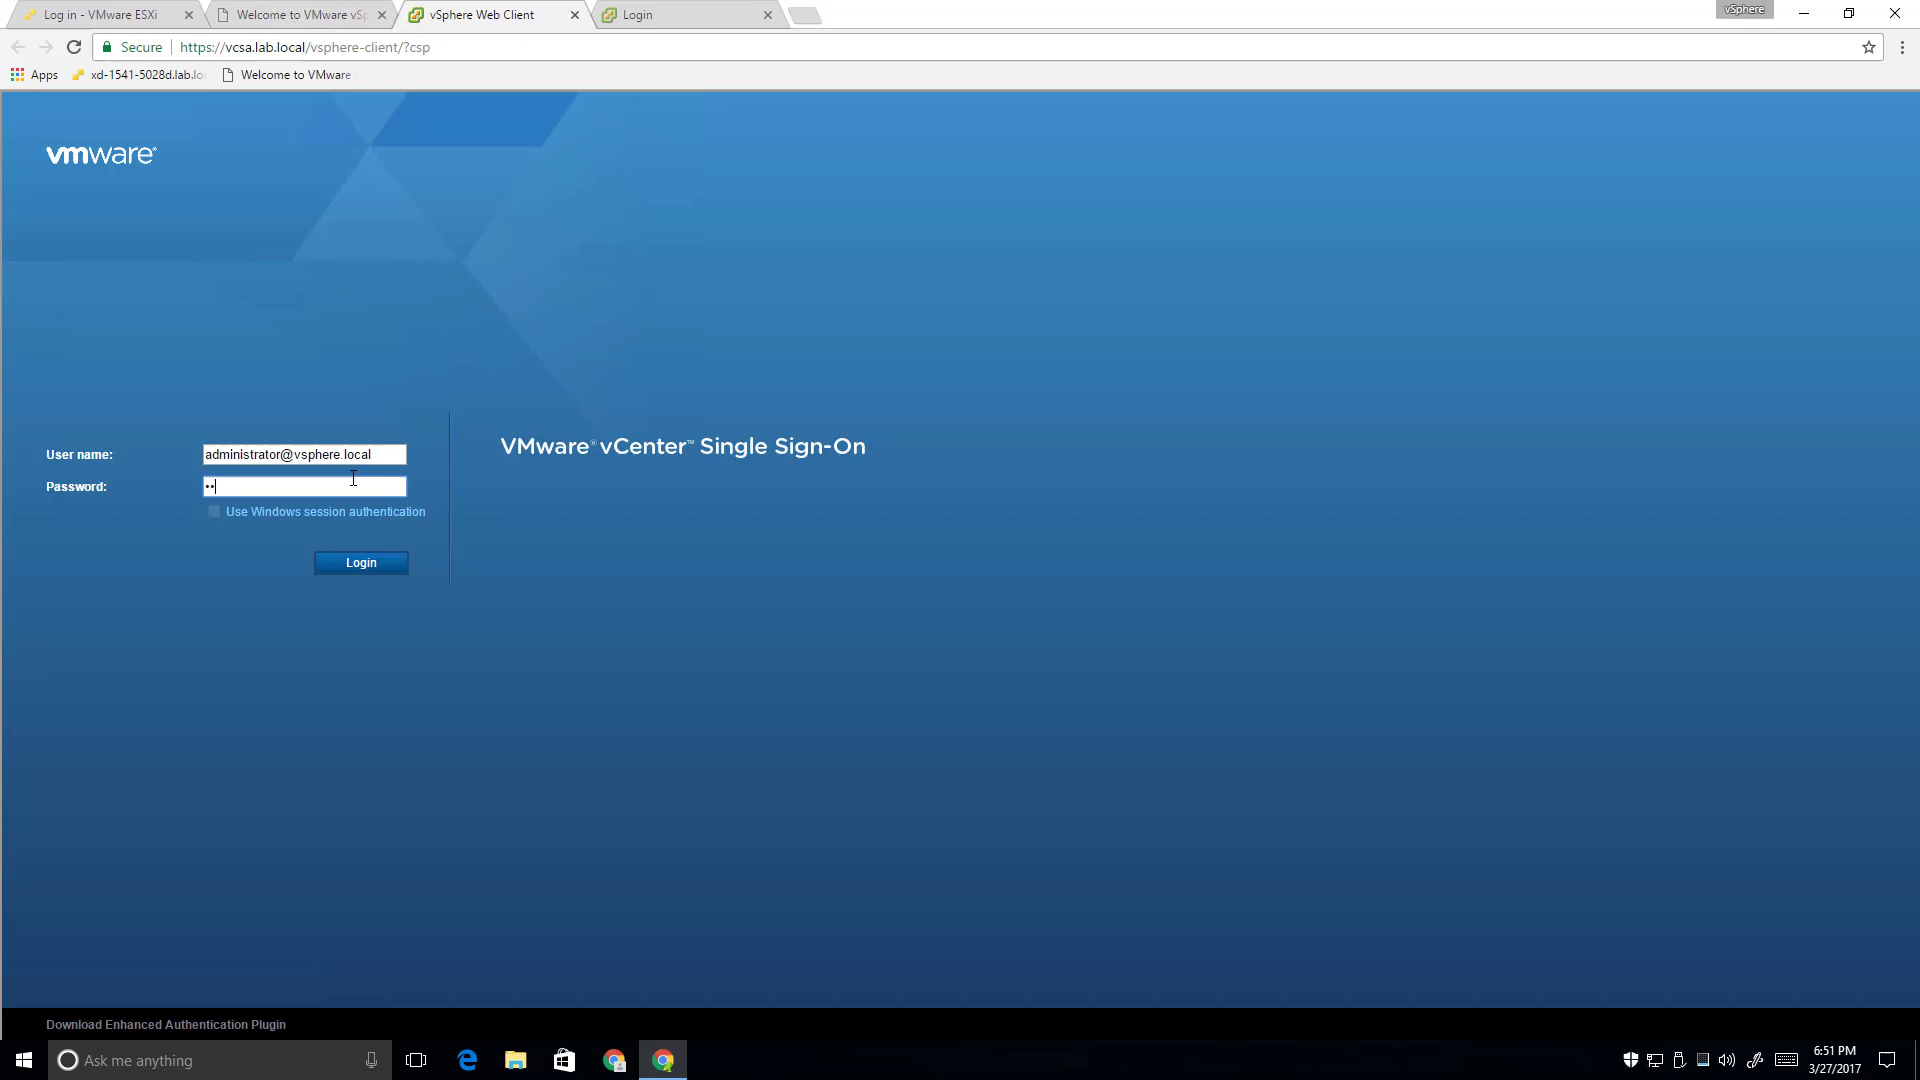 Log in - VMware ESXi
Welcome to VMware vSp
vSphere Web Client
Login
vSphere
Secure
https://vcsa.lab.local/vsphere-client/?csp
Apps
xd-1541-5028d.lab.lo
Welcome to VMware
vmware®
User name:
administrator@vsphere.local
VMware® vCenter™ Single Sign-On
Password:
••
Use Windows session authentication
Login
Download Enhanced Authentication Plugin
Ask me anything
6:51 PM
3/27/2017